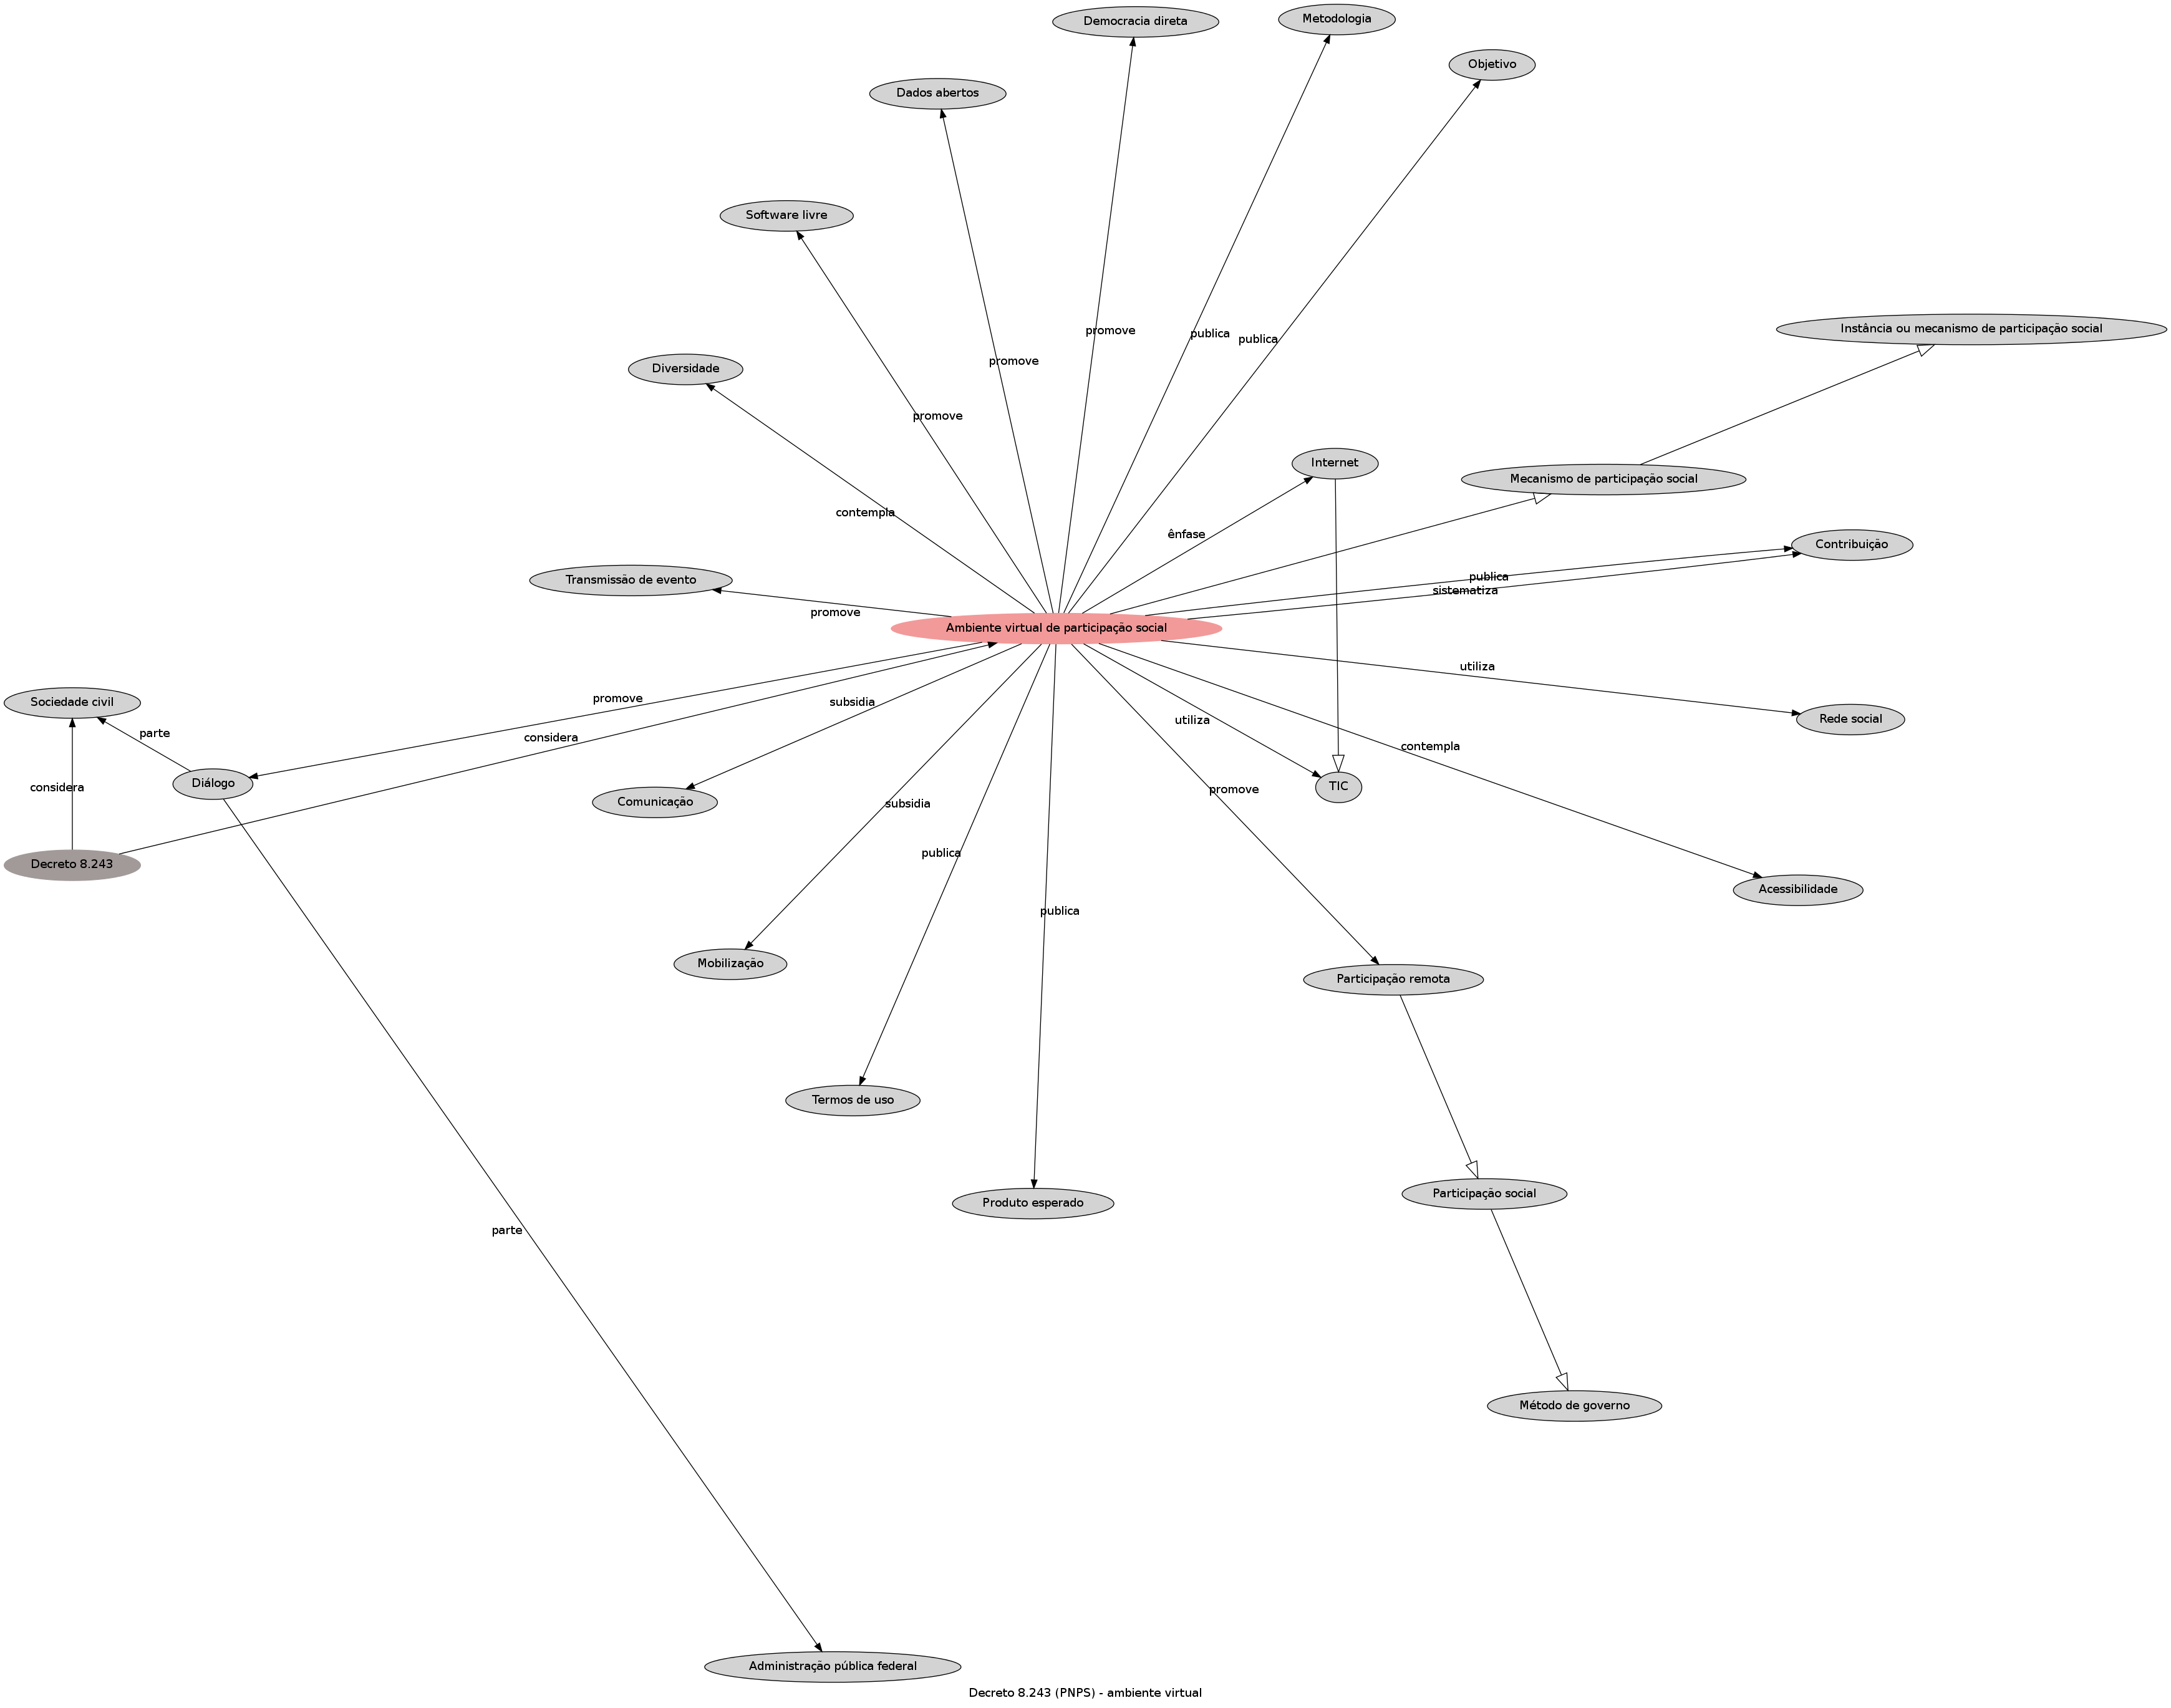 Democracia direta
Metodologia
Objetivo
Dados abertos
Software livre
Instância ou mecanismo de participação social
promove
publica
publica
promove
Diversidade
promove
Internet
Mecanismo de participação social
contempla
ênfase
Contribuição
Transmissão de evento
publica
sistematiza
promove
Ambiente virtual de participação social
utiliza
promove
Sociedade civil
subsidia
Rede social
utiliza
parte
considera
contempla
Diálogo
considera
TIC
promove
Comunicação
subsidia
publica
Decreto 8.243
Acessibilidade
publica
Mobilização
Participação remota
Termos de uso
Participação social
Produto esperado
parte
Método de governo
Administração pública federal
Decreto 8.243 (PNPS) - ambiente virtual